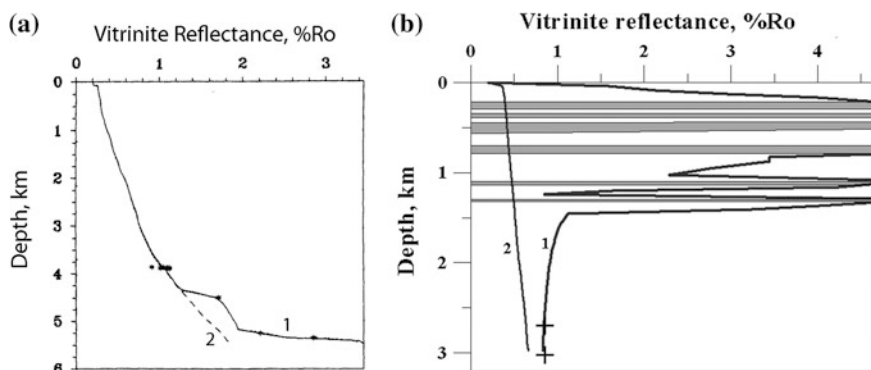 (a)
Vitrinite Reflectance, %Ro
0 1 2 3
Depth, km
0
1
2
3
4
5
6
1
2
(b)
Vitrinite reflectance, %Ro
0 1 2 3 4
Depth, km
0
1
2
3
2
1